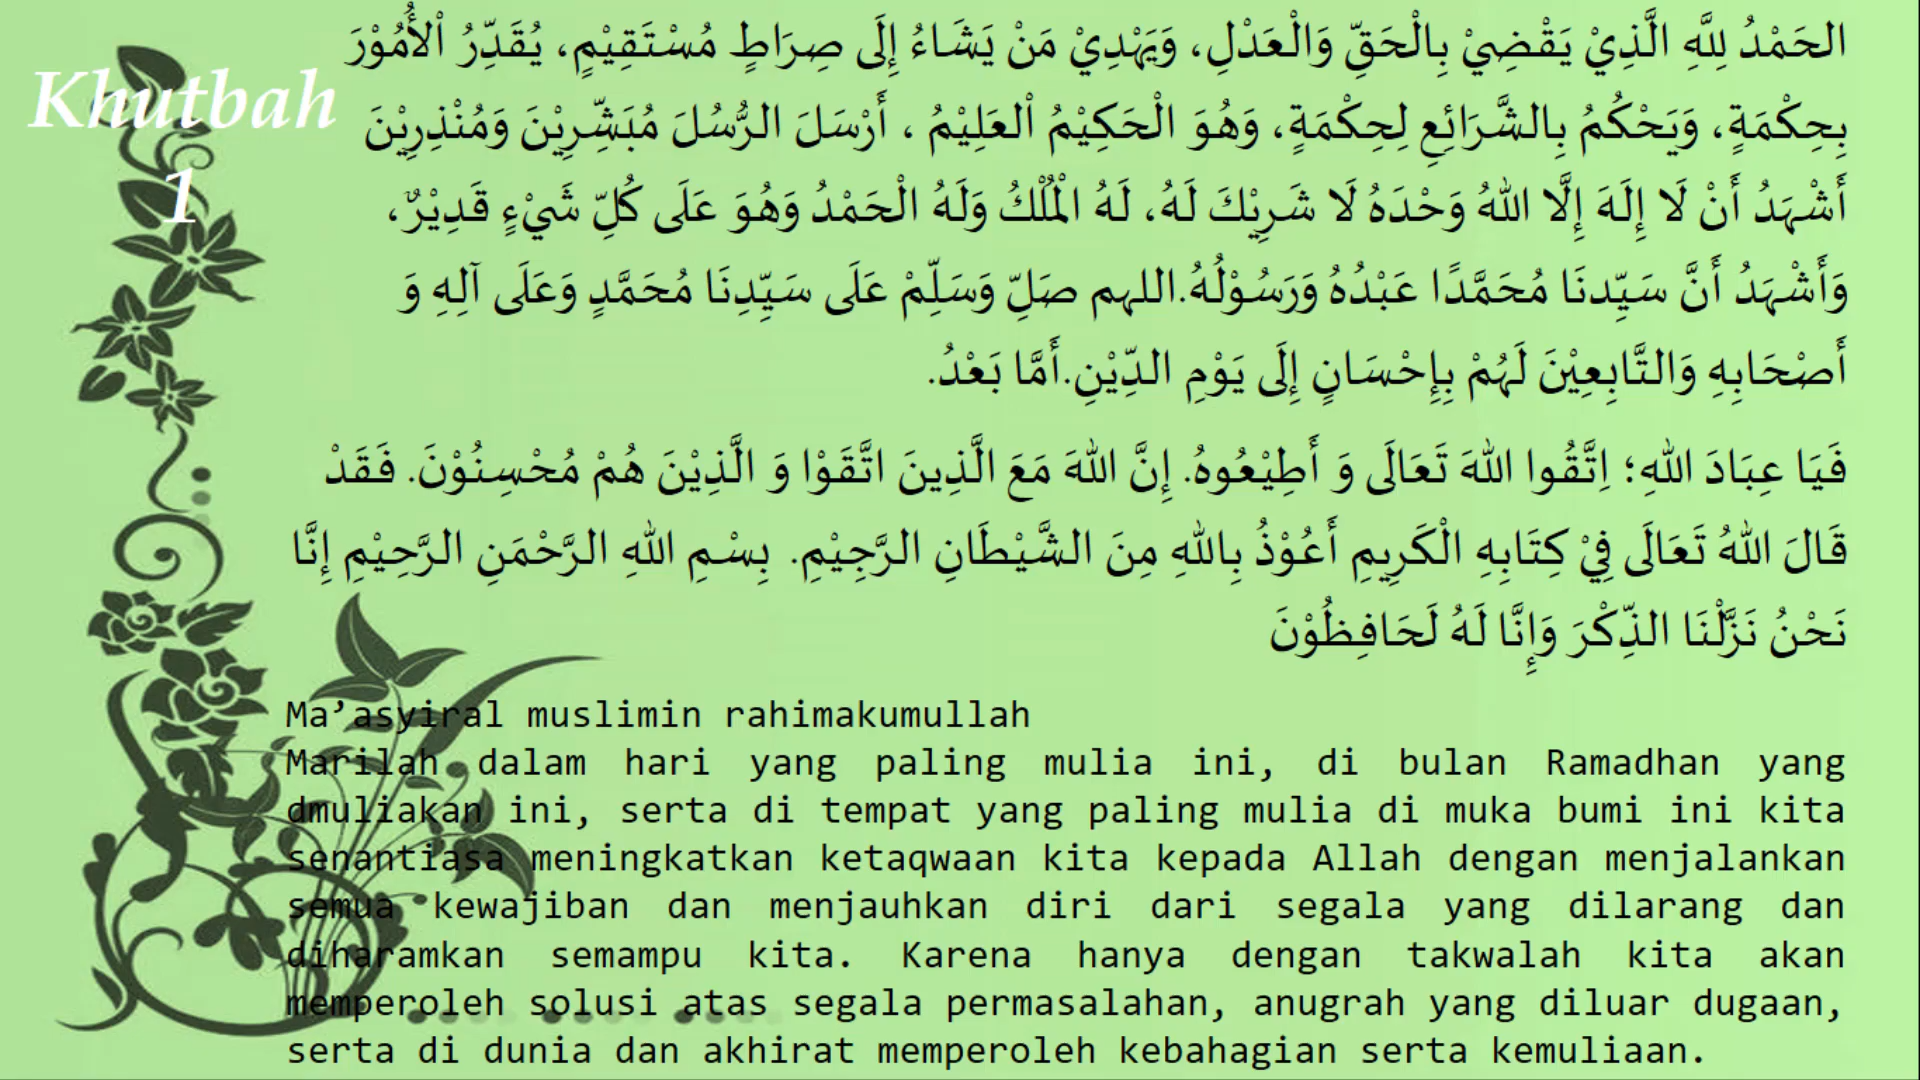 Khutbah
1
الحَمْدُ لِلَّهِ الَّذِيْ يَقْضِيْ بِالْحَقِّ وَالْعَدْلِ، وَيَهْدِيْ مَنْ يَشَاءُ إِلَى صِرَاطٍ مُسْتَقِيْمٍ، يُقَدِّرُ اْلأُمُوْرَ
بِحِكْمَةٍ، وَيَحْكُمُ بِالشَّرَائِعِ لِحِكْمَةٍ، وَهُوَ الْحَكِيْمُ اْلعَلِيْمُ ، أَرْسَلَ الرُّسُلَ مُبَشِّرِيْنَ وَمُنْذِرِيْنَ
أَشْهَدُ أَنْ لَا إِلَهَ إِلَّا اللهُ وَحْدَهُ لَا شَرِيْكَ لَهُ، لَهُ الْمُلْكُ وَلَهُ الْحَمْدُ وَهُوَ عَلَى كُلِّ شَيْءٍ قَدِيْرٌ،
وَأَشْهَدُ أَنَّ سَيِّدنَا مُحَمَّدًا عَبْدُهُ وَرَسُوْلُهُ.اللهم صَلِّ وَسَلِّمْ عَلَى سَيِّدِنَا مُحَمَّدٍ وَعَلَى آلِهِ وَ
أَصْحَابِهِ وَالتَّابِعِيْنَ لَهُمْ بِإِحْسَانٍ إِلَى يَوْمِ الدِّيْنِ.أَمَّا بَعْدُ.
فَيَا عِبَادَ اللهِ؛ اِتَّقُوا اللهَ تَعَالَى وَ أَطِيْعُوهُ. إِنَّ اللهَ مَعَ الَّذِينَ اتَّقَوْا وَ الَّذِيْنَ هُمْ مُحْسِنُوْنَ. فَقَدْ
قَالَ اللهُ تَعَالَى فِيْ كِتَابِهِ الْكَرِيمِ أَعُوْذُ بِاللهِ مِنَ الشَّيْطَانِ الرَّجِيْمِ. بِسْمِ اللهِ الرَّحْمَنِ الرَّحِيْمِ إِنَّا
نَحْنُ نَزَّلْنَا الذِّكْرَ وَإِنَّا لَهُ لَحَافِظُوْنَ
Ma’asyiral muslimin rahimakumullah
Marilah dalam hari yang paling mulia ini, di bulan Ramadhan yang
dmuliakan ini, serta di tempat yang paling mulia di muka bumi ini kita
senantiasa meningkatkan ketaqwaan kita kepada Allah dengan menjalankan
semua kewajiban dan menjauhkan diri dari segala yang dilarang dan
diharamkan semampu kita. Karena hanya dengan takwalah kita akan
memperoleh solusi atas segala permasalahan, anugrah yang diluar dugaan,
serta di dunia dan akhirat memperoleh kebahagian serta kemuliaan.